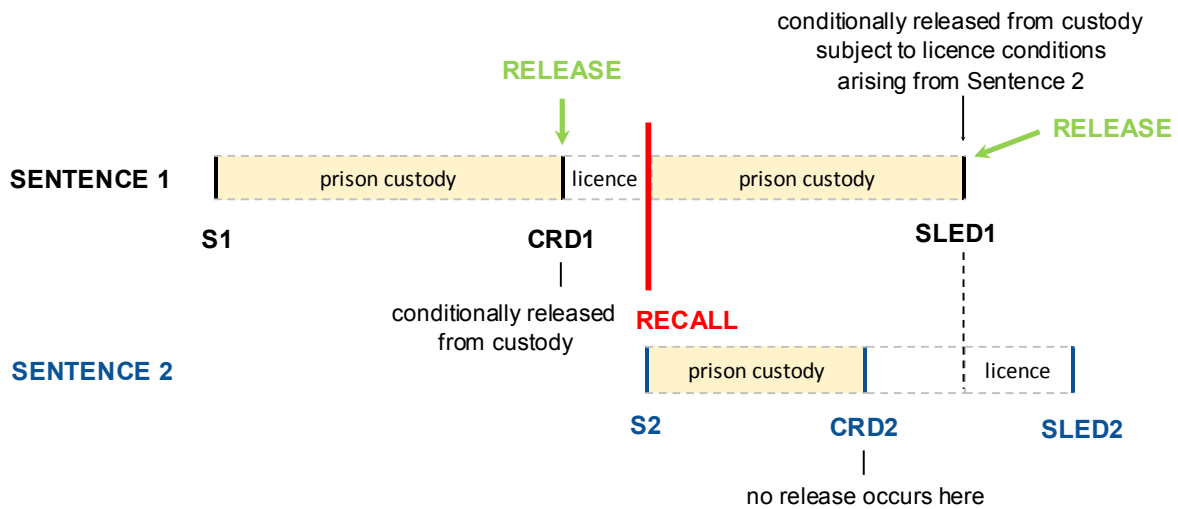 conditionally released from custody
subject to licence conditions
arising from Sentence 2
RELEASE
RELEASE
SENTENCE 1
prison custody
licence
prison custody
S1
CRD1
SLED1
conditionally released
from custody
RECALL
SENTENCE 2
prison custody
licence
S2
CRD2
SLED2
no release occurs here